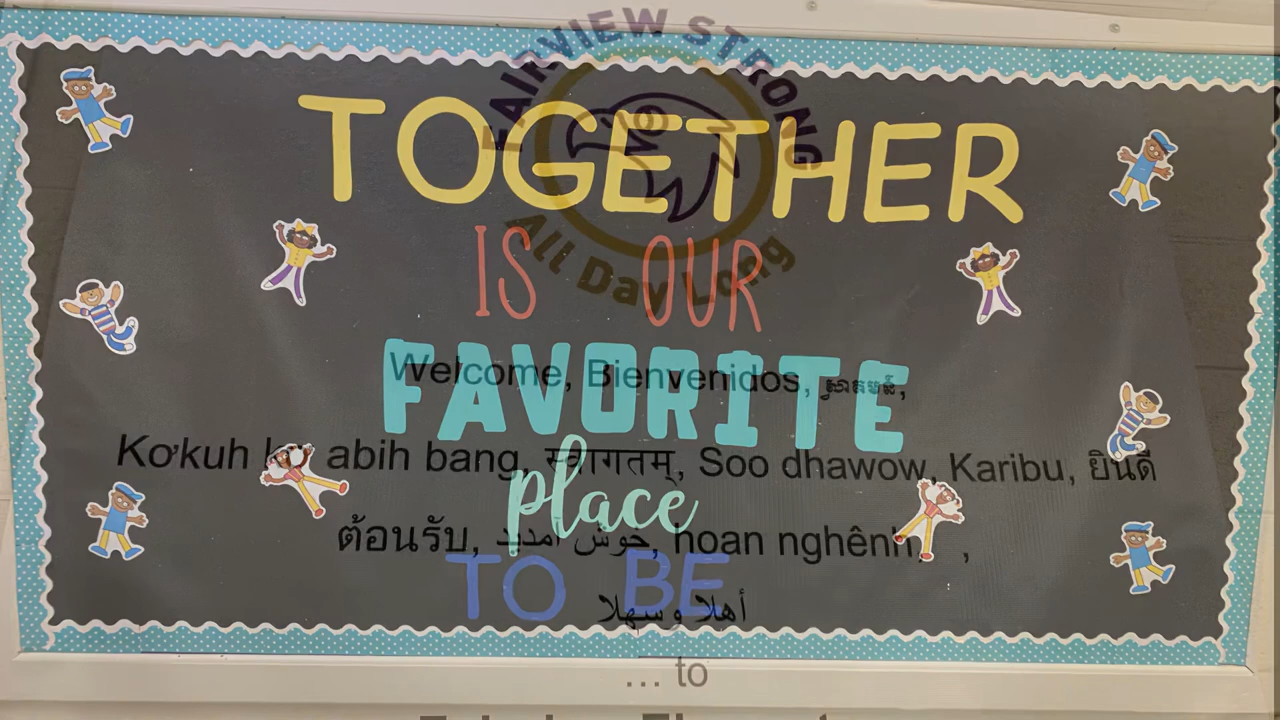 FAIRVIEW STRONG
TOGETHER
All Day Long
IS OUR
FAVORITE
Welcome, Bienvenidos, ស្វាគមន៍,
Kơkuh abih bang, स्वागतम्, Soo dhawow, Karibu, ยินดี
place
ต้อนรับ, خوش آمدید, hoan nghênh, ,
TO BE
أهلا وسهلا
... to